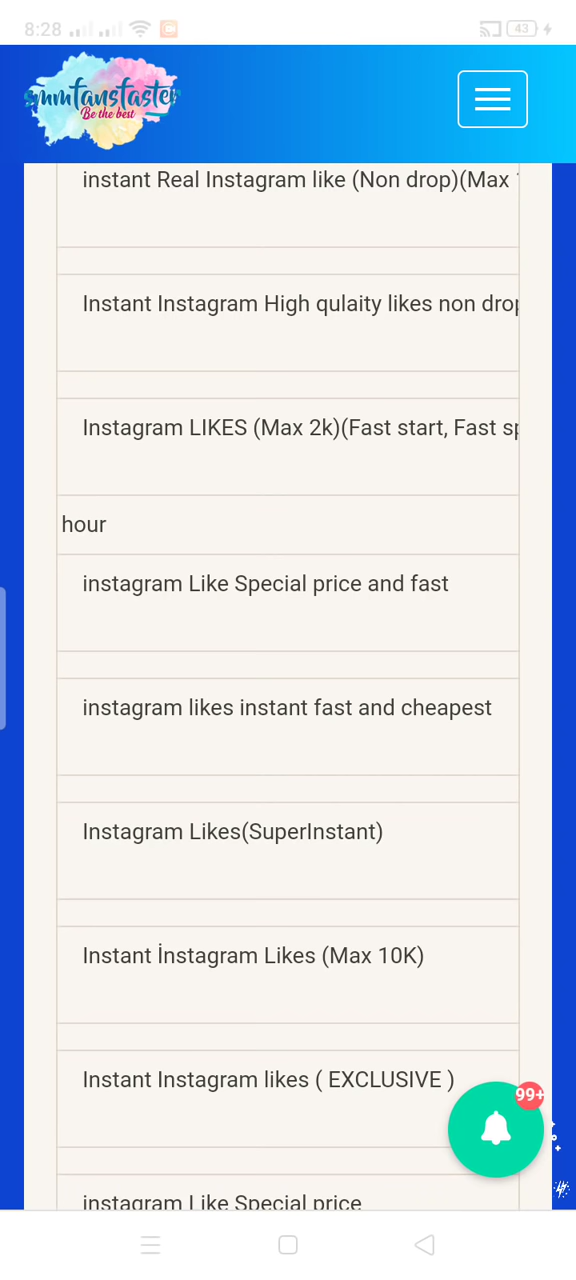 8:28
43
smmfansfaster
Be the best
instant Real Instagram like (Non drop)(Max
Instant Instagram High qulaity likes non drop
Instagram LIKES (Max 2k)(Fast start, Fast sp
hour
instagram Like Special price and fast
instagram likes instant fast and cheapest
Instagram Likes(SuperInstant)
Instant İnstagram Likes (Max 10K)
Instant Instagram likes ( EXCLUSIVE )
99+
instagram Like Special price